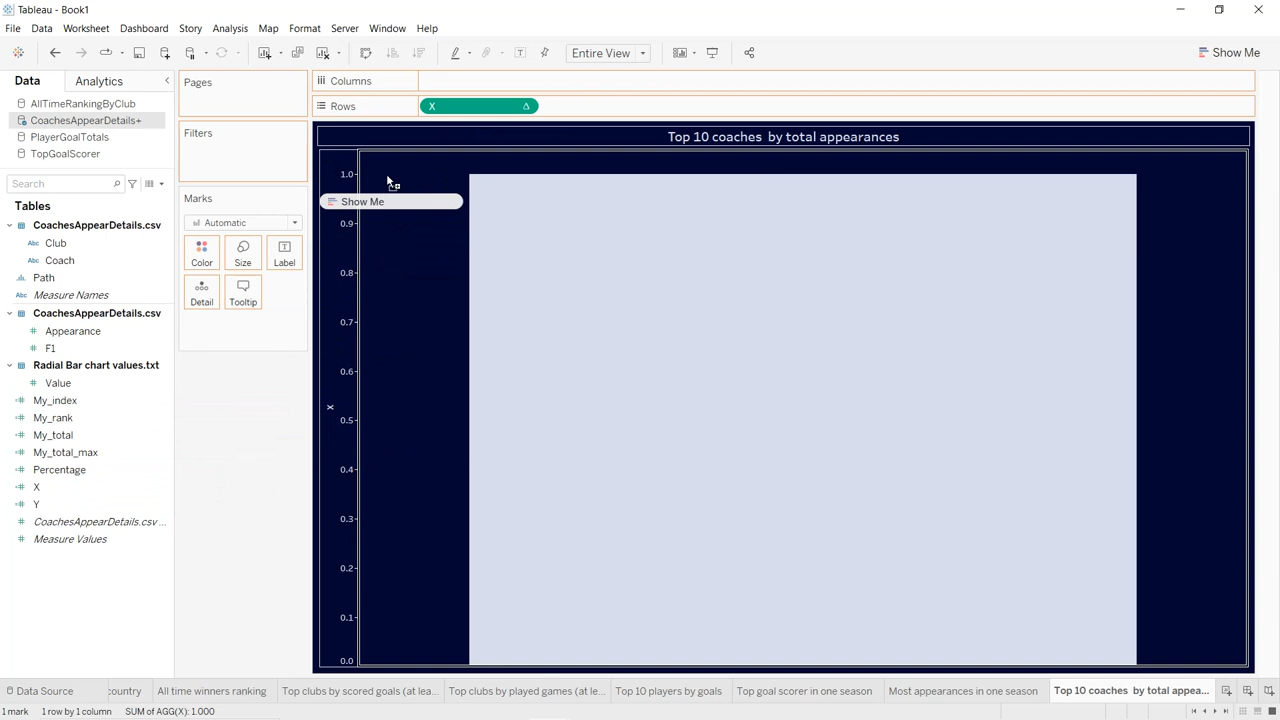 Tableau - Book1
File Data Worksheet Dashboard Story Analysis Map Format Server Window Help
Entire View
Show Me
Data Analytics
Pages
Columns
Rows X
AllTimeRankingByClub
CoachesAppearDetails+
PlayerGoalTotals
TopGoalScorer
Search
Tables
CoachesAppearDetails.csv
Abc Club
Abc Coach
Path
Abc Measure Names
CoachesAppearDetails.csv
Appearance
F1
Radial Bar chart values.txt
Value
My_index
My_rank
My_total
My_total_max
Percentage
X
Y
CoachesAppearDetails.csv ...
Measure Values
Filters
Marks
Automatic
Color Size Label
Detail Tooltip
Top 10 coaches by total appearances
Show Me
1.0
0.9
0.8
0.7
0.6
0.5
0.4
0.3
0.2
0.1
0.0
X
Data Source ountry All time winners ranking Top clubs by scored goals (at lea... Top clubs by played games (at le... Top 10 players by goals Top goal scorer in one season Most appearances in one season Top 10 coaches by total appea...
1 mark 1 row by 1 column SUM of AGG(X): 1.000